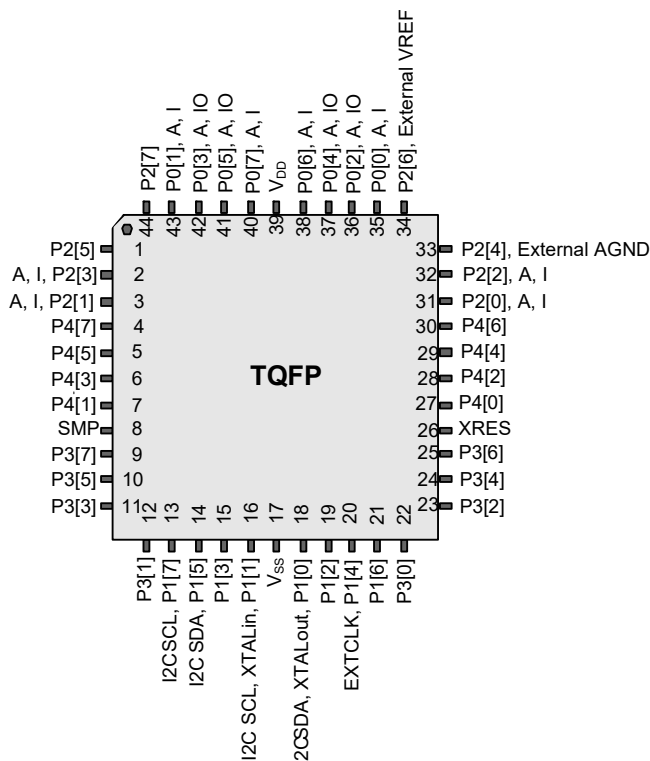 P2[7]
P0[1], A, I
P0[3], A, IO
P0[5], A, IO
P0[7], A, I
VDD
P0[6], A, I
P0[4], A, IO
P0[2], A, IO
P0[0], A, I
P2[6], External VREF
44 43 42 41 40 39 38 37 36 35 34
P2[5] 1
A, I, P2[3] 2
A, I, P2[1] 3
P4[7] 4
P4[5] 5
P4[3] 6
P4[1] 7
SMP 8
P3[7] 9
P3[5] 10
P3[3] 11
TQFP
33 P2[4], External AGND
32 P2[2], A, I
31 P2[0], A, I
30 P4[6]
29 P4[4]
28 P4[2]
27 P4[0]
26 XRES
25 P3[6]
24 P3[4]
23 P3[2]
12 13 14 15 16 17 18 19 20 21 22
P3[1]
I2CSCL, P1[7]
I2C SDA, P1[5]
P1[3]
I2C SCL, XTALin, P1[1]
VSS
2CSDA, XTALout, P1[0]
P1[2]
EXTCLK, P1[4]
P1[6]
P3[0]